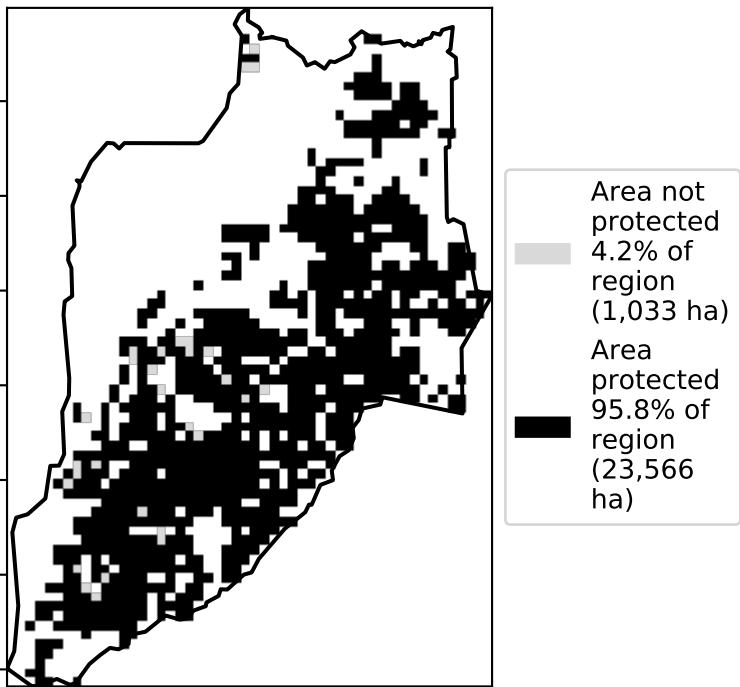 Area not
protected
4.2% of
region
(1,033 ha)
Area
protected
95.8% of
region
(23,566
ha)